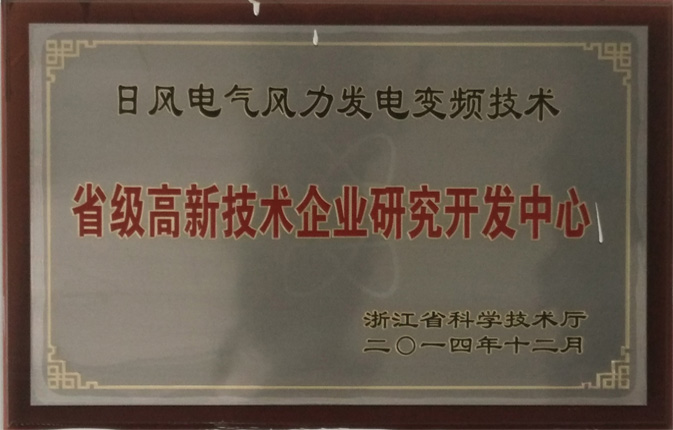 日风电气风力发电变频技术
省级高新技术企业研究开发中心
浙江省科学技术厅
二〇一四年十二月